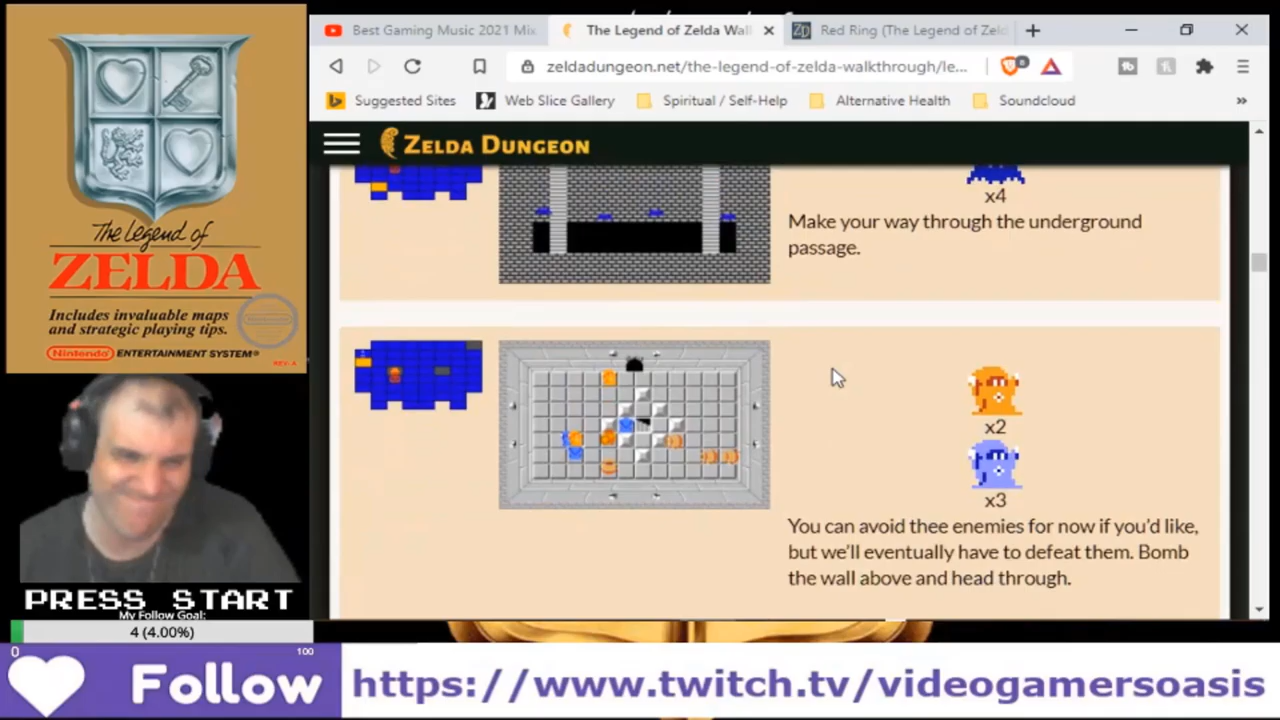 The Legend of
ZELDA
Includes invaluable maps
and strategic playing tips.
Nintendo ENTERTAINMENT SYSTEM®
REV-A
PRESS START
My Follow Goal:
4 (4.00%)
0
100
Follow
https://www.twitch.tv/videogamersoasis
Best Gaming Music 2021 Mix
The Legend of Zelda Wal
Red Ring (The Legend of Zeld
zeldadungeon.net/the-legend-of-zelda-walkthrough/le...
Suggested Sites
Web Slice Gallery
Spiritual / Self-Help
Alternative Health
Soundcloud
»
ZELDA DUNGEON
x4
Make your way through the underground
passage.
x2
x3
You can avoid thee enemies for now if you'd like,
but we'll eventually have to defeat them. Bomb
the wall above and head through.